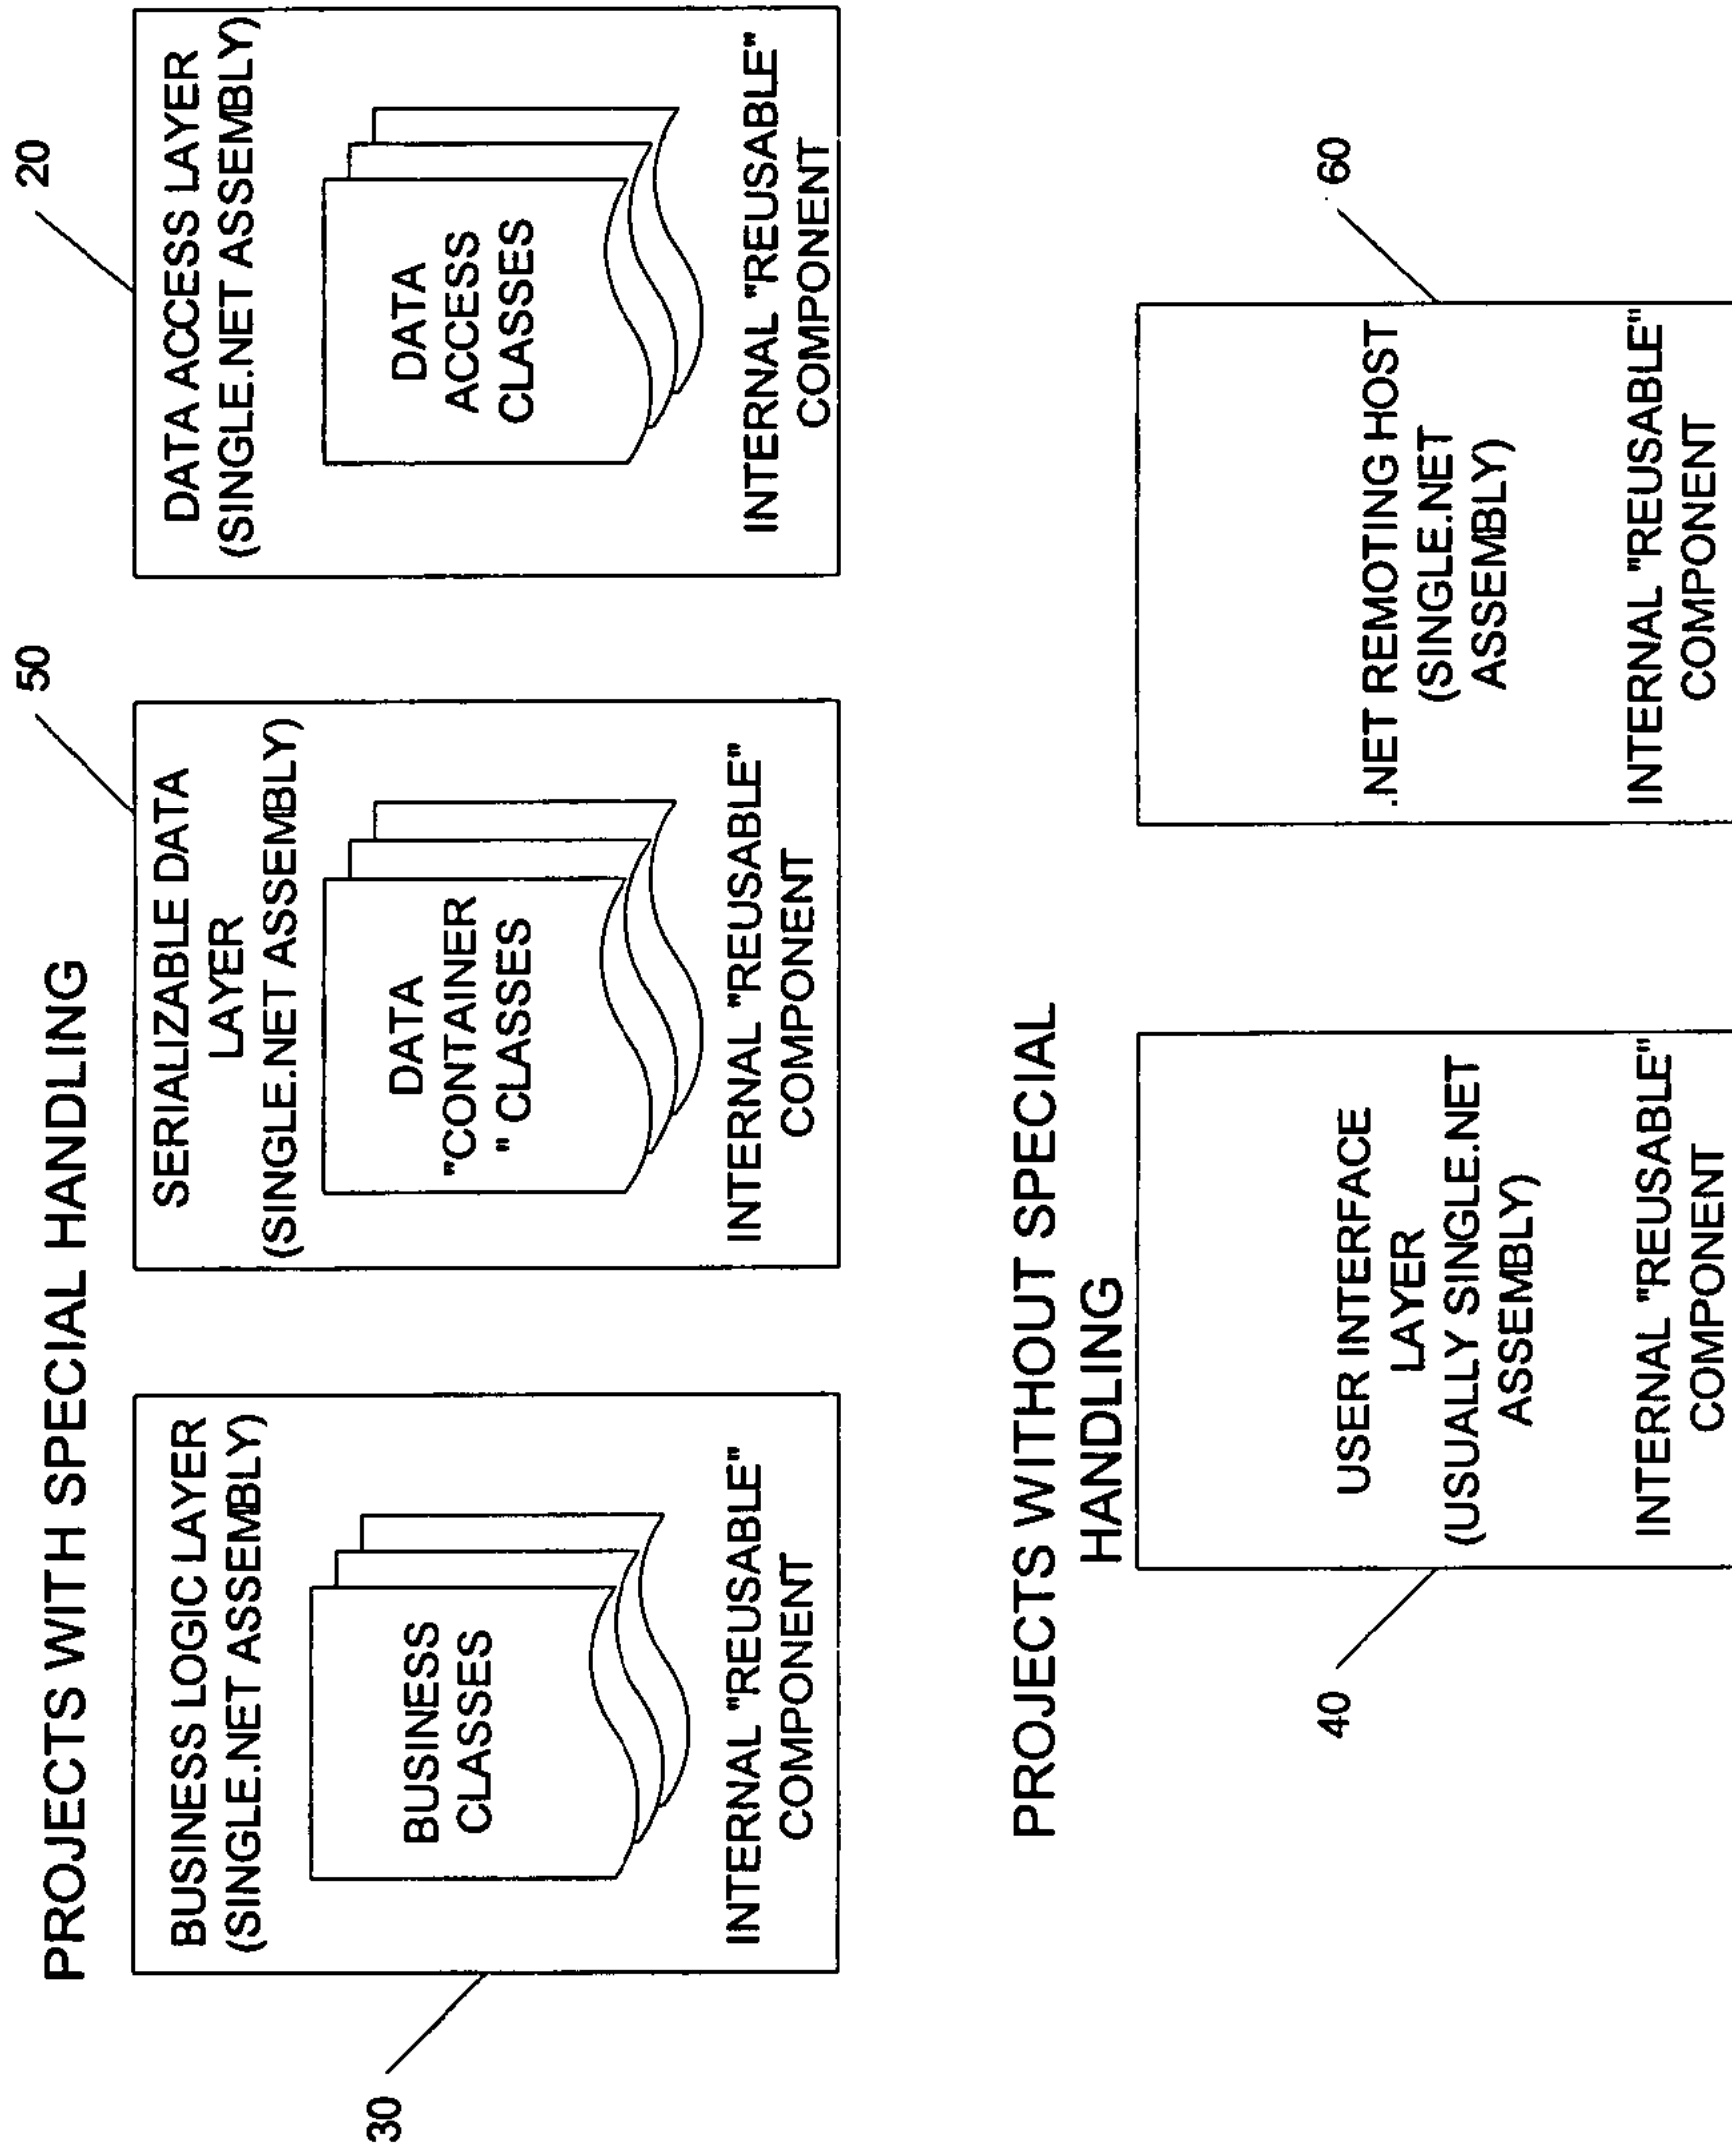 PROJECTS WITH SPECIAL HANDLING
30
BUSINESS LOGIC LAYER
(SINGLE.NET ASSEMBLY)
BUSINESS
CLASSES
INTERNAL "REUSABLE"
COMPONENT
50
SERIALIZABLE DATA
LAYER
(SINGLE.NET ASSEMBLY)
DATA
"CONTAINER
" CLASSES
INTERNAL "REUSABLE"
COMPONENT
20
DATA ACCESS LAYER
(SINGLE.NET ASSEMBLY)
DATA
ACCESS
CLASSES
INTERNAL "REUSABLE"
COMPONENT
PROJECTS WITHOUT SPECIAL
HANDLING
40
USER INTERFACE
LAYER
(USUALLY SINGLE.NET
ASSEMBLY)
INTERNAL "REUSABLE"
COMPONENT
60
.NET REMOTING HOST
(SINGLE.NET
ASSEMBLY)
INTERNAL "REUSABLE"
COMPONENT